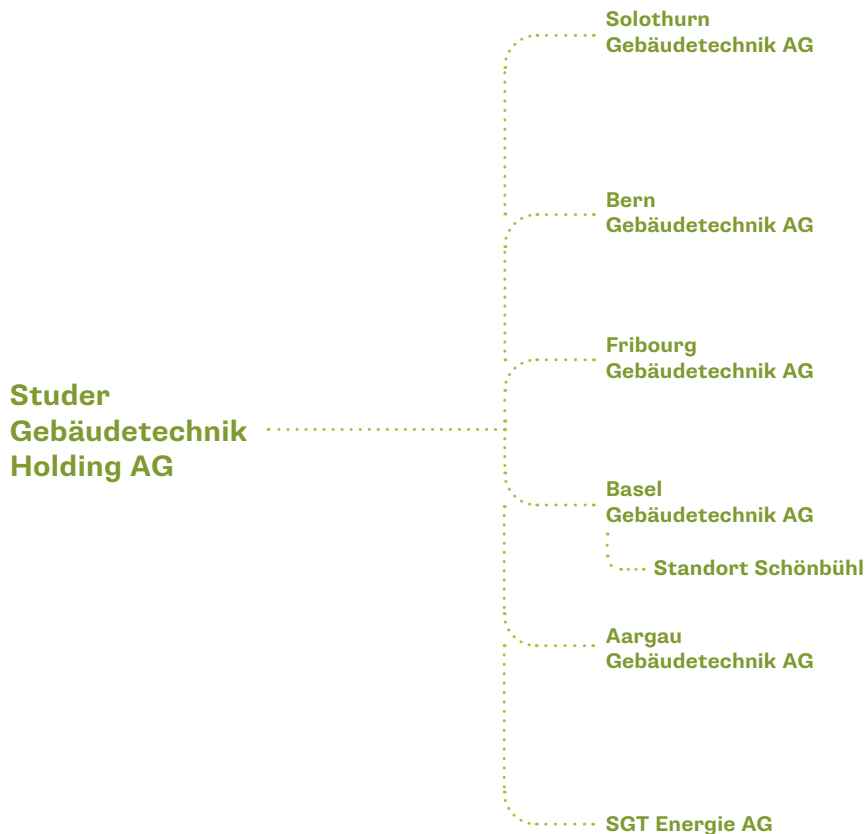 Studer
Gebäudetechnik
Holding AG
Solothurn
Gebäudetechnik AG
Bern
Gebäudetechnik AG
Fribourg
Gebäudetechnik AG
Basel
Gebäudetechnik AG
Standort Schönbühl
Aargau
Gebäudetechnik AG
SGT Energie AG